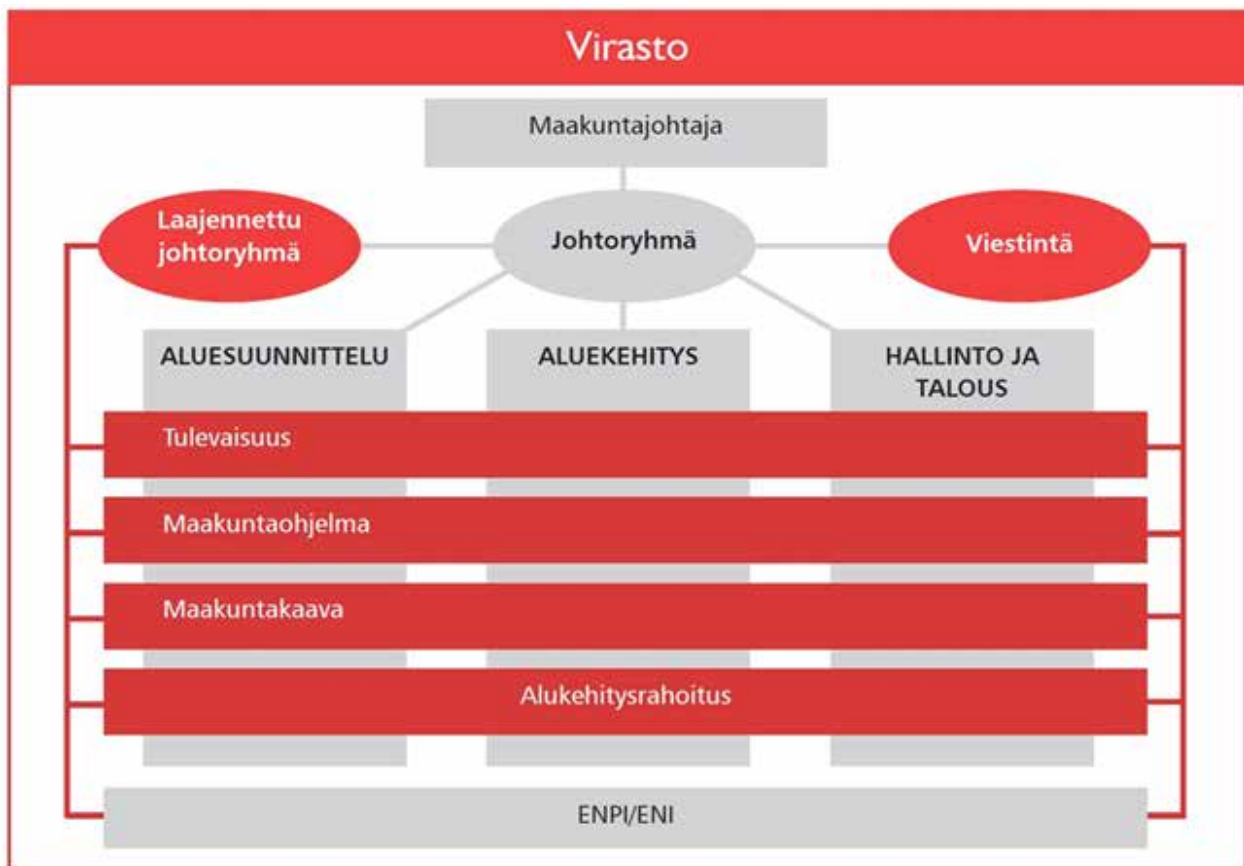 Virasto
Maakuntajohtaja
Laajennettu
johtoryhmä
Johtoryhmä
Viestintä
ALUESUUNNITTELU
ALUEKEHITYS
HALLINTO JA
TALOUS
Tulevaisuus
Maakuntaohjelma
Maakuntakaava
Alukehitysrahoitus
ENPI/ENI